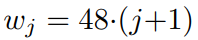 w_j = 48·(j+1)